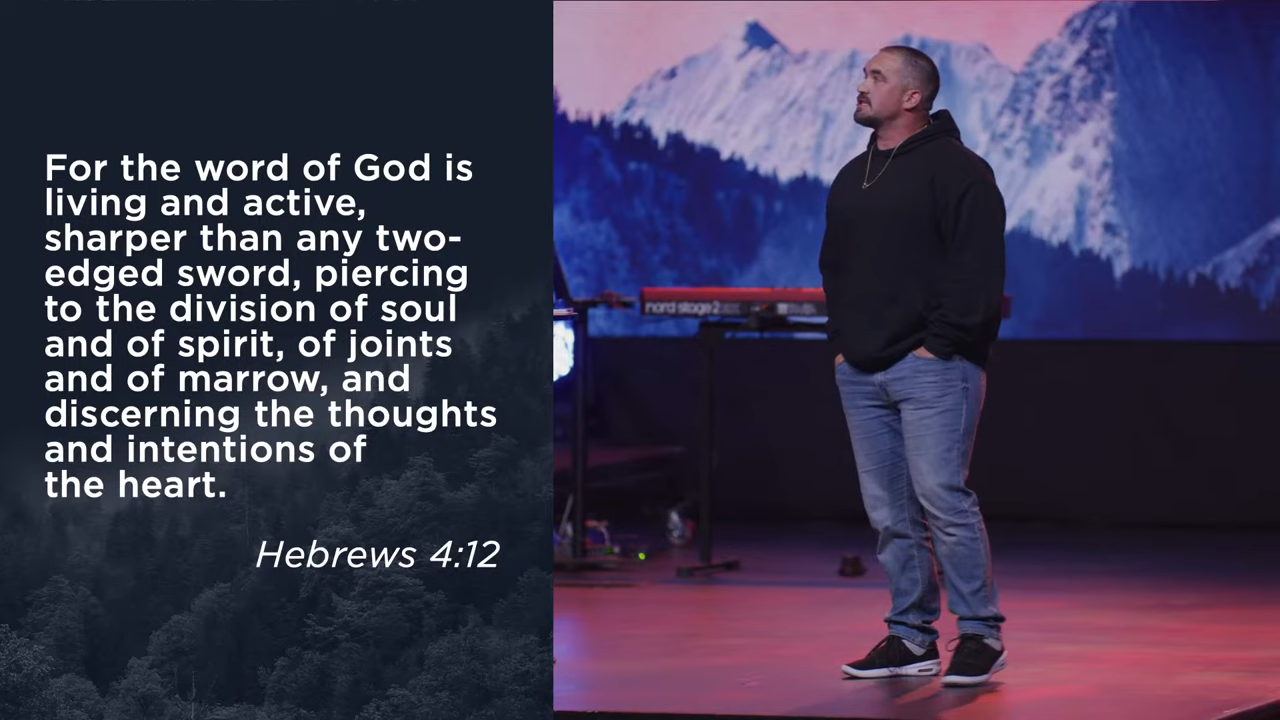 For the word of God is
living and active,
sharper than any two-
edged sword, piercing
to the division of soul
and of spirit, of joints
and of marrow, and
discerning the thoughts
and intentions of
the heart.
Hebrews 4:12
nord stage 2